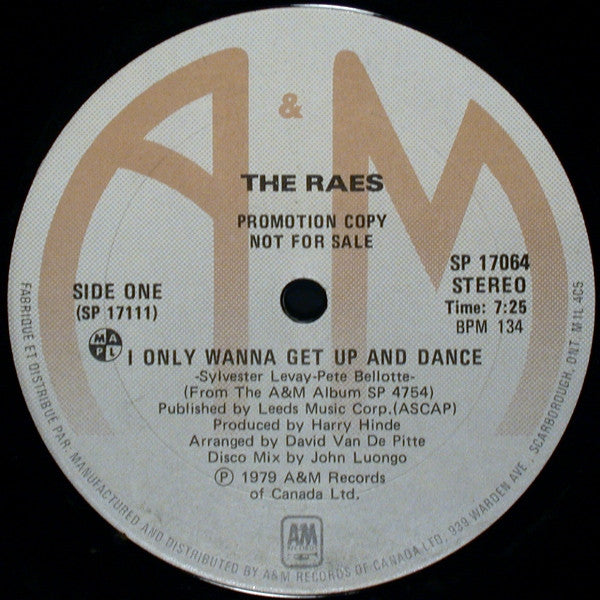 A & M
THE RAES
PROMOTION COPY
NOT FOR SALE
SIDE ONE
(SP 17111)
SP 17064
STEREO
Time: 7:25
BPM 134
M A P L
I ONLY WANNA GET UP AND DANCE
-Sylvester Levay-Pete Bellotte-
(From The A&M Album SP 4754)
Published by Leeds Music Corp.(ASCAP)
Produced by Harry Hinde
Arranged by David Van De Pitte
Disco Mix by John Luongo
Ⓟ 1979 A&M Records
of Canada Ltd.
AM
RECORDS
FABRIQUÉ ET DISTRIBUÉ PAR: MANUFACTURED AND DISTRIBUTED BY A&M RECORDS OF CANADA LTD. 939 WARDEN AVE., SCARBOROUGH, ONT M1L 4C5